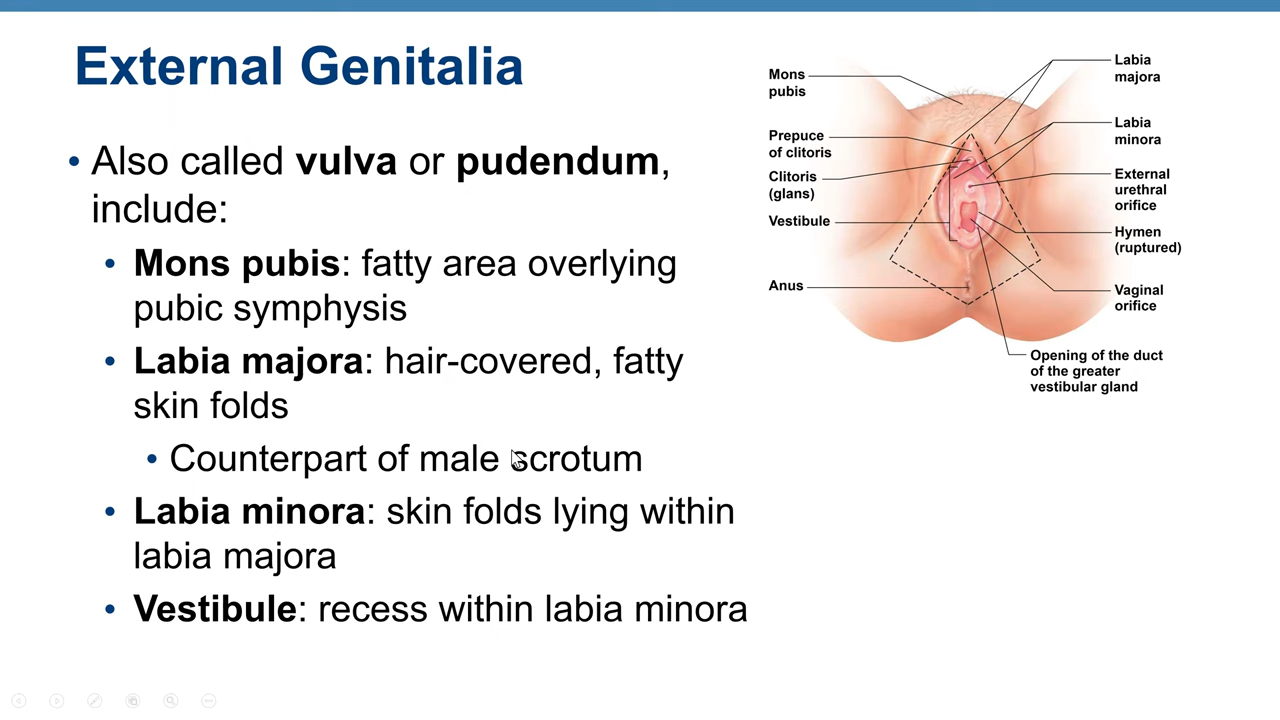 External Genitalia
• Also called vulva or pudendum,
include:
• Mons pubis: fatty area overlying
pubic symphysis
• Labia majora: hair-covered, fatty
skin folds
• Counterpart of male scrotum
• Labia minora: skin folds lying within
labia majora
• Vestibule: recess within labia minora
Mons
pubis
Prepuce
of clitoris
Clitoris
(glans)
Vestibule
Anus
Labia
majora
Labia
minora
External
urethral
orifice
Hymen
(ruptured)
Vaginal
orifice
Opening of the duct
of the greater
vestibular gland